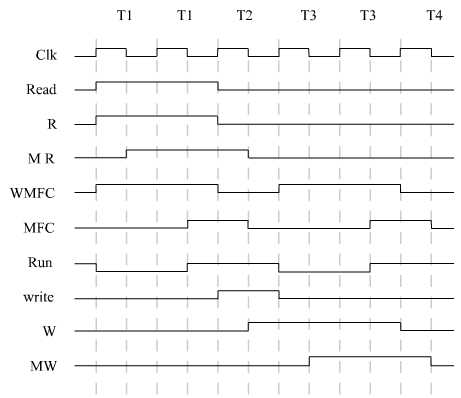 T1 T1 T2 T3 T3 T4
Clk
Read
R
M R
WMFC
MFC
Run
write
W
MW